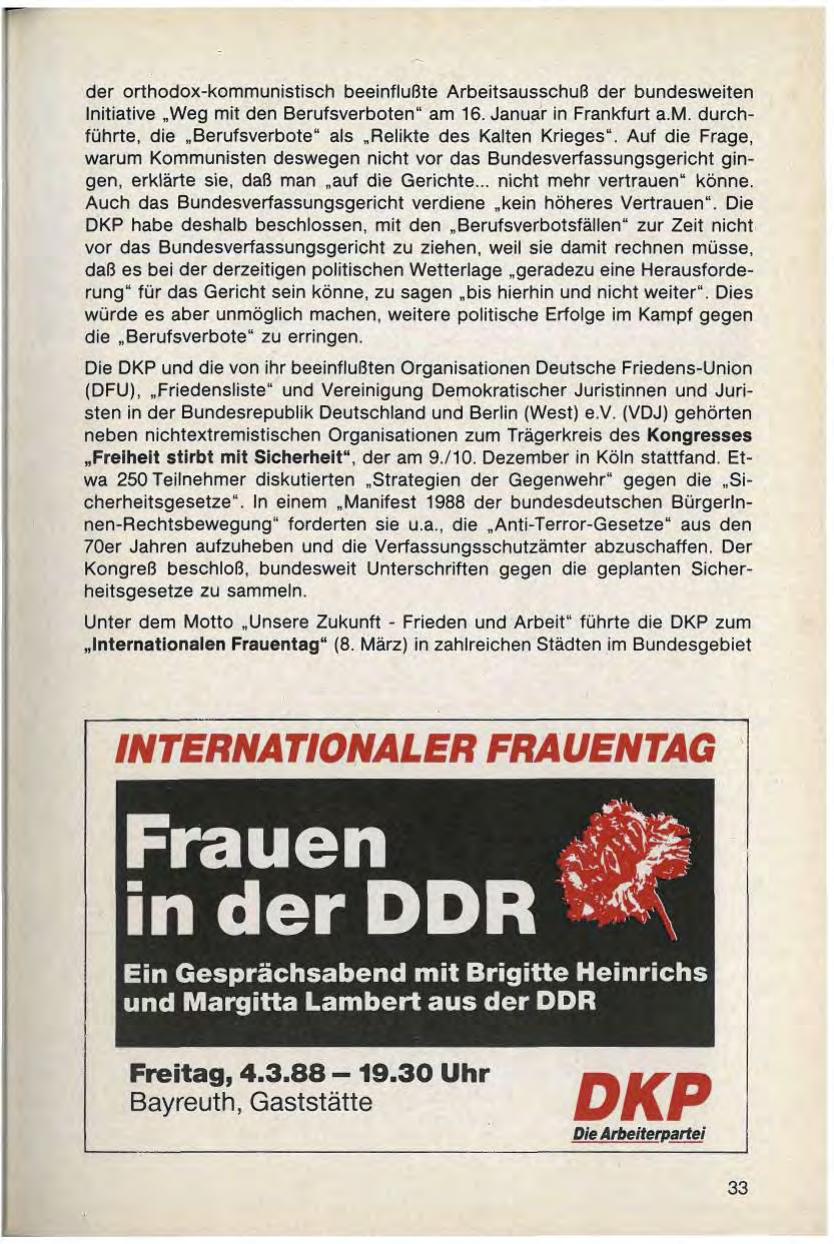 der orthodox-kommunistisch beeinflußte Arbeitsausschuß der bundesweiten
Initiative „Weg mit den Berufsverboten“ am 16. Januar in Frankfurt a.M. durch-
führte, die „Berufsverbote“ als „Relikte des Kalten Krieges“. Auf die Frage,
warum Kommunisten deswegen nicht vor das Bundesverfassungsgericht gin-
gen, erklärte sie, daß man „auf die Gerichte... nicht mehr vertrauen“ könne.
Auch das Bundesverfassungsgericht verdiene „kein höheres Vertrauen“. Die
DKP habe deshalb beschlossen, mit den „Berufsverbotsfällen“ zur Zeit nicht
vor das Bundesverfassungsgericht zu ziehen, weil sie damit rechnen müsse,
daß es bei der derzeitigen politischen Wetterlage „geradezu eine Herausforde-
rung“ für das Gericht sein könne, zu sagen „bis hierhin und nicht weiter“. Dies
würde es aber unmöglich machen, weitere politische Erfolge im Kampf gegen
die „Berufsverbote“ zu erringen.
Die DKP und die von ihr beeinflußten Organisationen Deutsche Friedens-Union
(DFU), „Friedensliste“ und Vereinigung Demokratischer Juristinnen und Juri-
sten in der Bundesrepublik Deutschland und Berlin (West) e.V. (VDJ) gehörten
neben nichtextremistischen Organisationen zum Trägerkreis des Kongresses
„Freiheit stirbt mit Sicherheit“, der am 9./10. Dezember in Köln stattfand. Et-
wa 250 Teilnehmer diskutierten „Strategien der Gegenwehr“ gegen die „Si-
cherheitsgesetze“. In einem „Manifest 1988 der bundesdeutschen BürgerIn-
nen-Rechtsbewegung“ forderten sie u.a., die „Anti-Terror-Gesetze“ aus den
70er Jahren aufzuheben und die Verfassungsschutzämter abzuschaffen. Der
Kongreß beschloß, bundesweit Unterschriften gegen die geplanten Sicher-
heitsgesetze zu sammeln.
Unter dem Motto „Unsere Zukunft - Frieden und Arbeit“ führte die DKP zum
„Internationalen Frauentag“ (8. März) in zahlreichen Städten im Bundesgebiet
INTERNATIONALER FRAUENTAG
Frauen
in der DDR
Ein Gesprächsabend mit Brigitte Heinrichs
und Margitta Lambert aus der DDR
Freitag, 4.3.88 – 19.30 Uhr
Bayreuth, Gaststätte
DKP
Die Arbeiterpartei
33